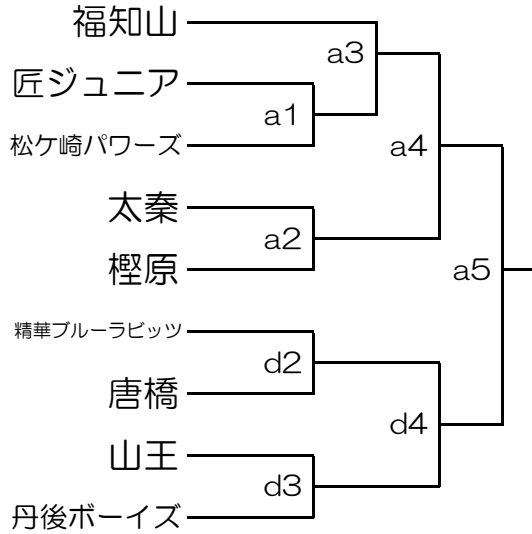 福知山
a3
匠ジュニア
a1
松ケ崎パワーズ
a4
太秦
a2
樫原
a5
精華ブルーラビッツ
d2
唐橋
d4
山王
d3
丹後ボーイズ